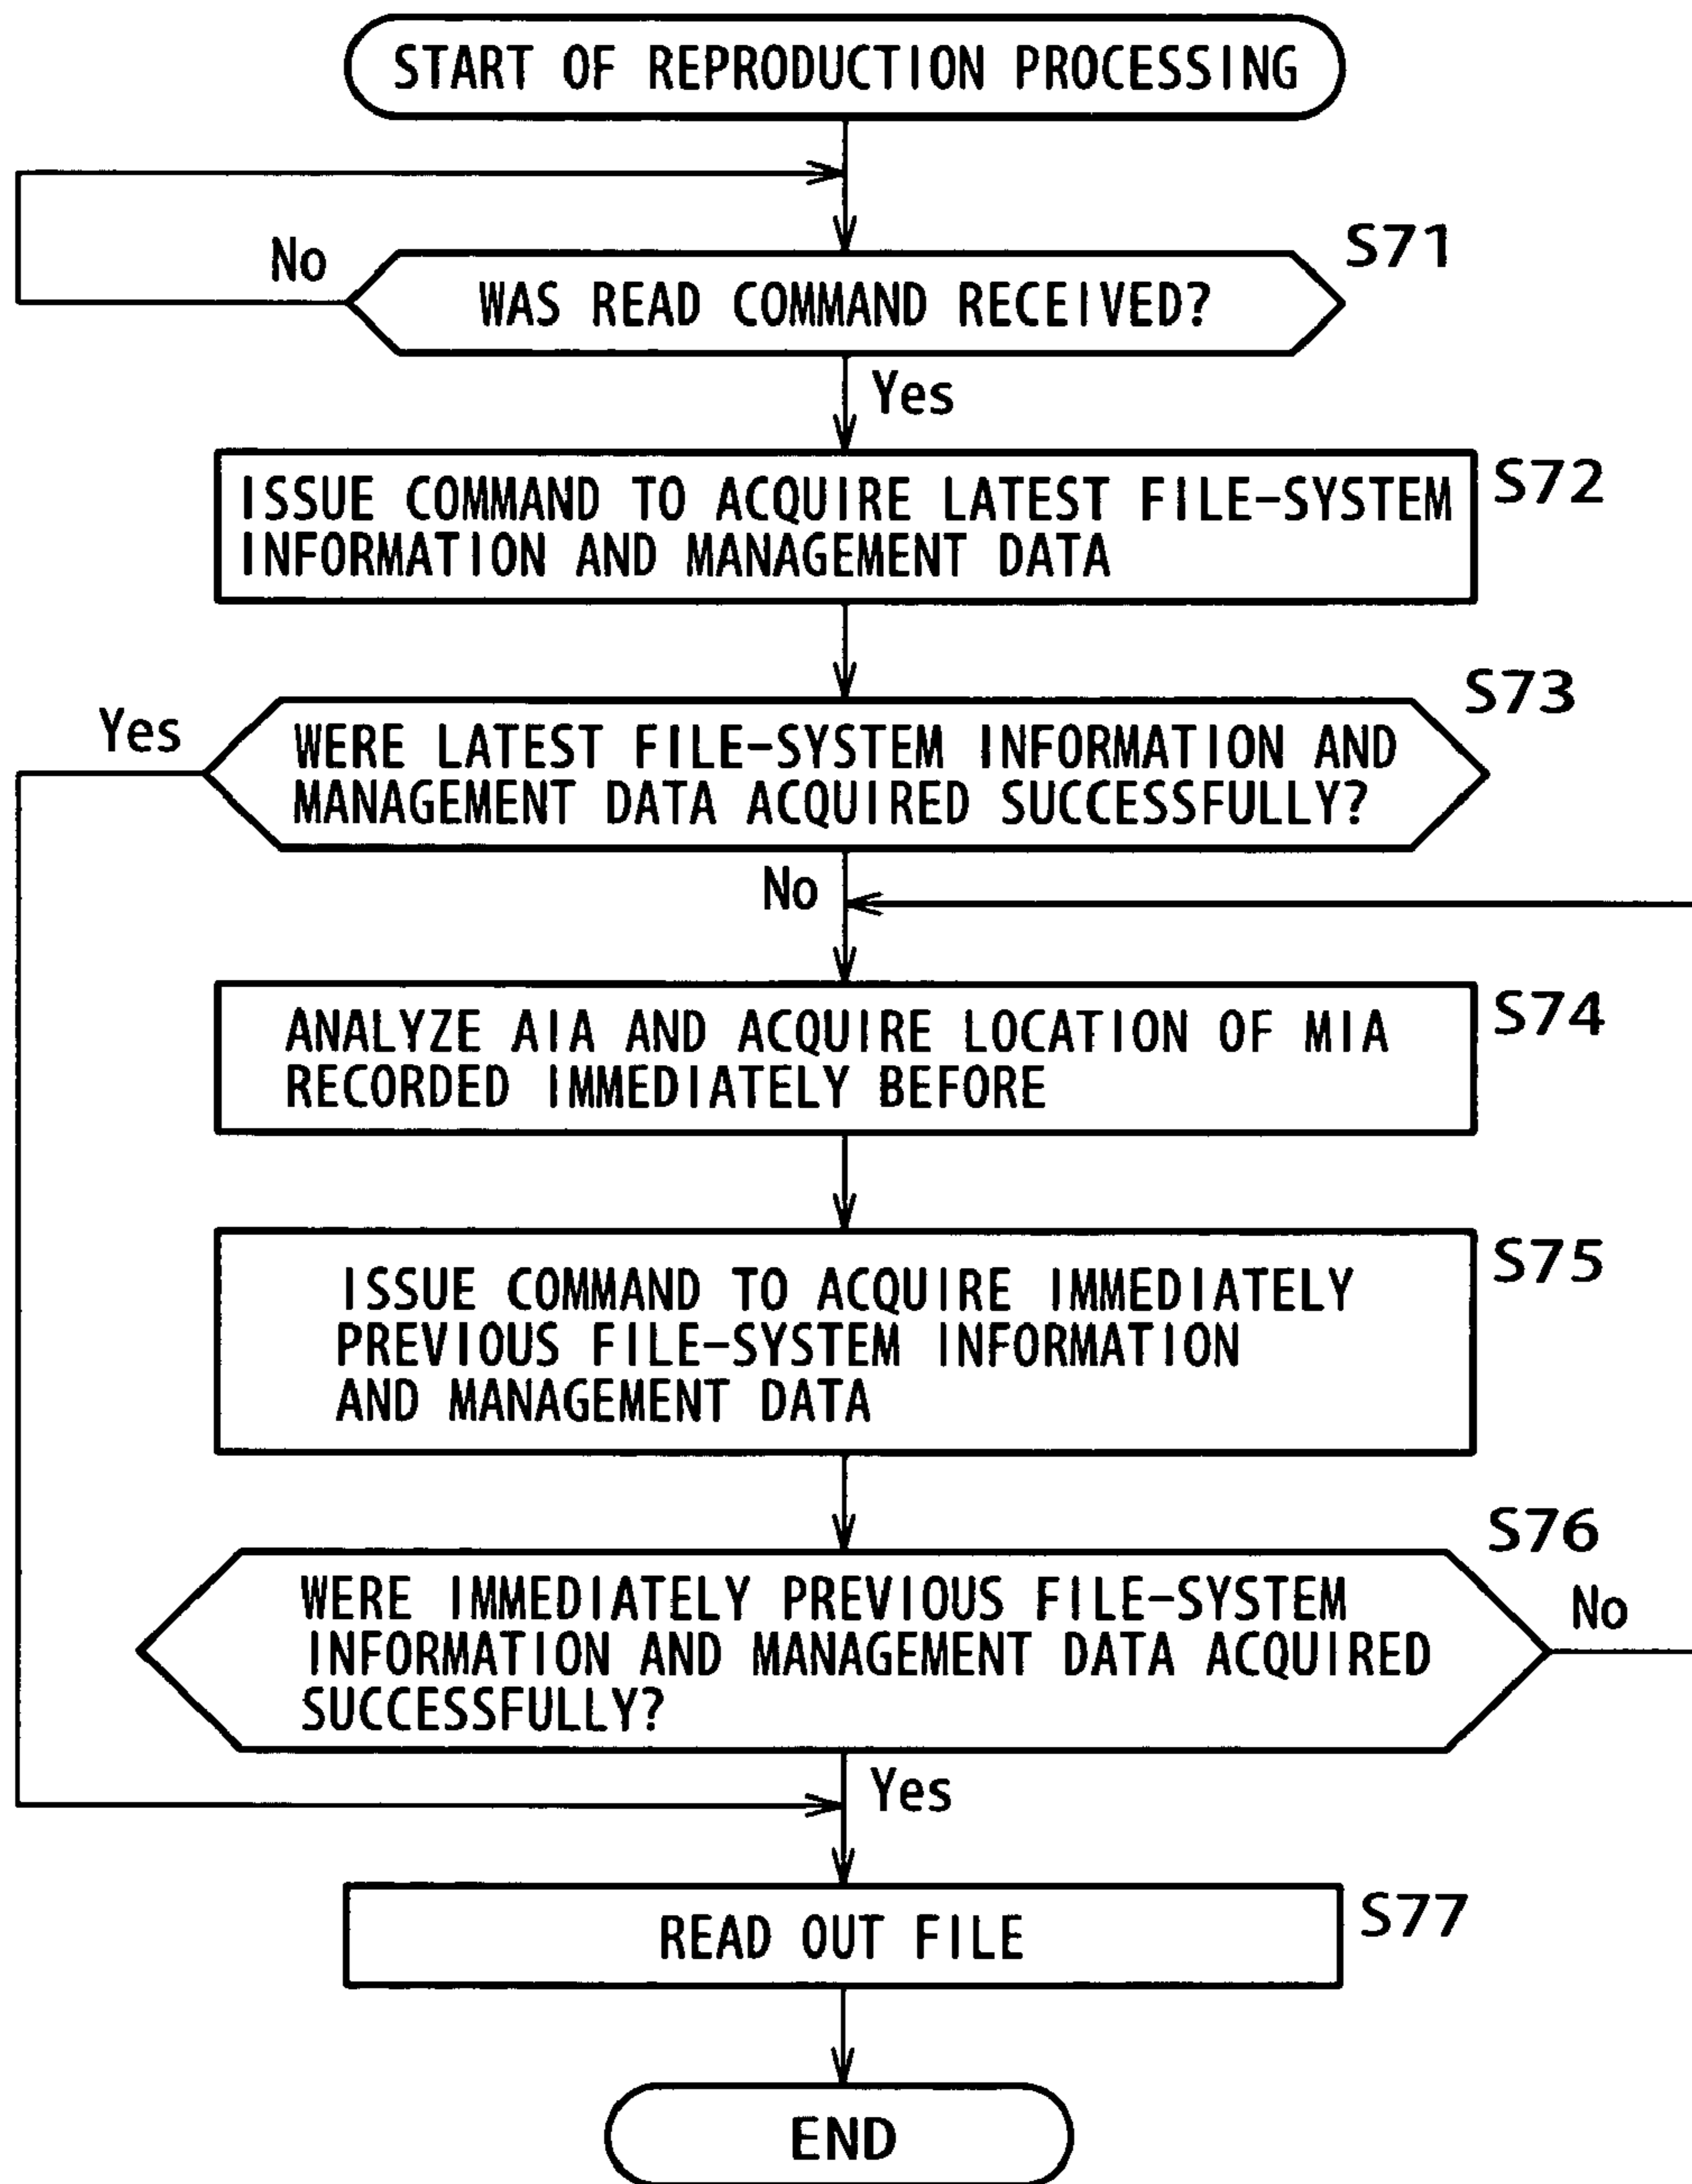 START OF REPRODUCTION PROCESSING
No
S71
WAS READ COMMAND RECEIVED?
Yes
S72
ISSUE COMMAND TO ACQUIRE LATEST FILE-SYSTEM
INFORMATION AND MANAGEMENT DATA
S73
Yes
WERE LATEST FILE-SYSTEM INFORMATION AND
MANAGEMENT DATA ACQUIRED SUCCESSFULLY?
No
S74
ANALYZE AIA AND ACQUIRE LOCATION OF MIA
RECORDED IMMEDIATELY BEFORE
S75
ISSUE COMMAND TO ACQUIRE IMMEDIATELY
PREVIOUS FILE-SYSTEM INFORMATION
AND MANAGEMENT DATA
S76
WERE IMMEDIATELY PREVIOUS FILE-SYSTEM
INFORMATION AND MANAGEMENT DATA ACQUIRED
SUCCESSFULLY?
No
Yes
S77
READ OUT FILE
END